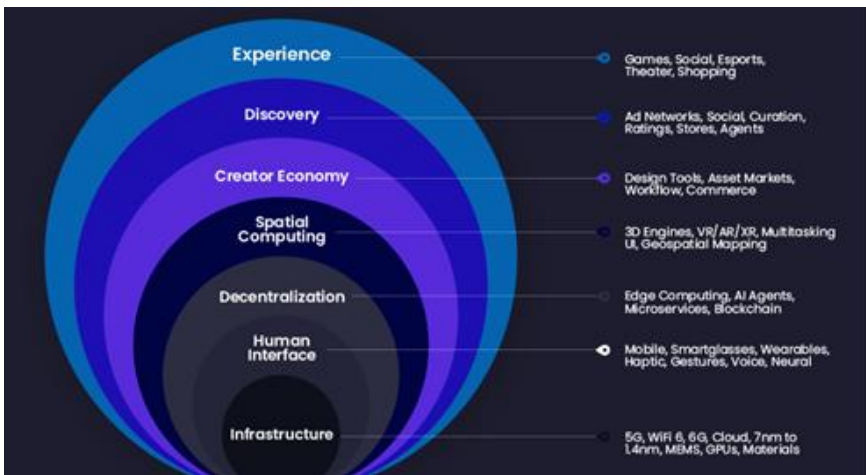 Experience
Games, Social, Esports,
Theater, Shopping
Discovery
Ad Networks, Social, Curation,
Ratings, Stores, Agents
Creator Economy
Design Tools, Asset Markets,
Workflow, Commerce
Spatial
Computing
3D Engines, VR/AR/XR, Multitasking
UI, Geospatial Mapping
Decentralization
Edge Computing, AI Agents,
Microservices, Blockchain
Human
Interface
Mobile, Smartglasses, Wearables,
Haptic, Gestures, Voice, Neural
Infrastructure
5G, WiFi 6, 6G, Cloud, 7nm to
1.4nm, MEMS, GPUs, Materials